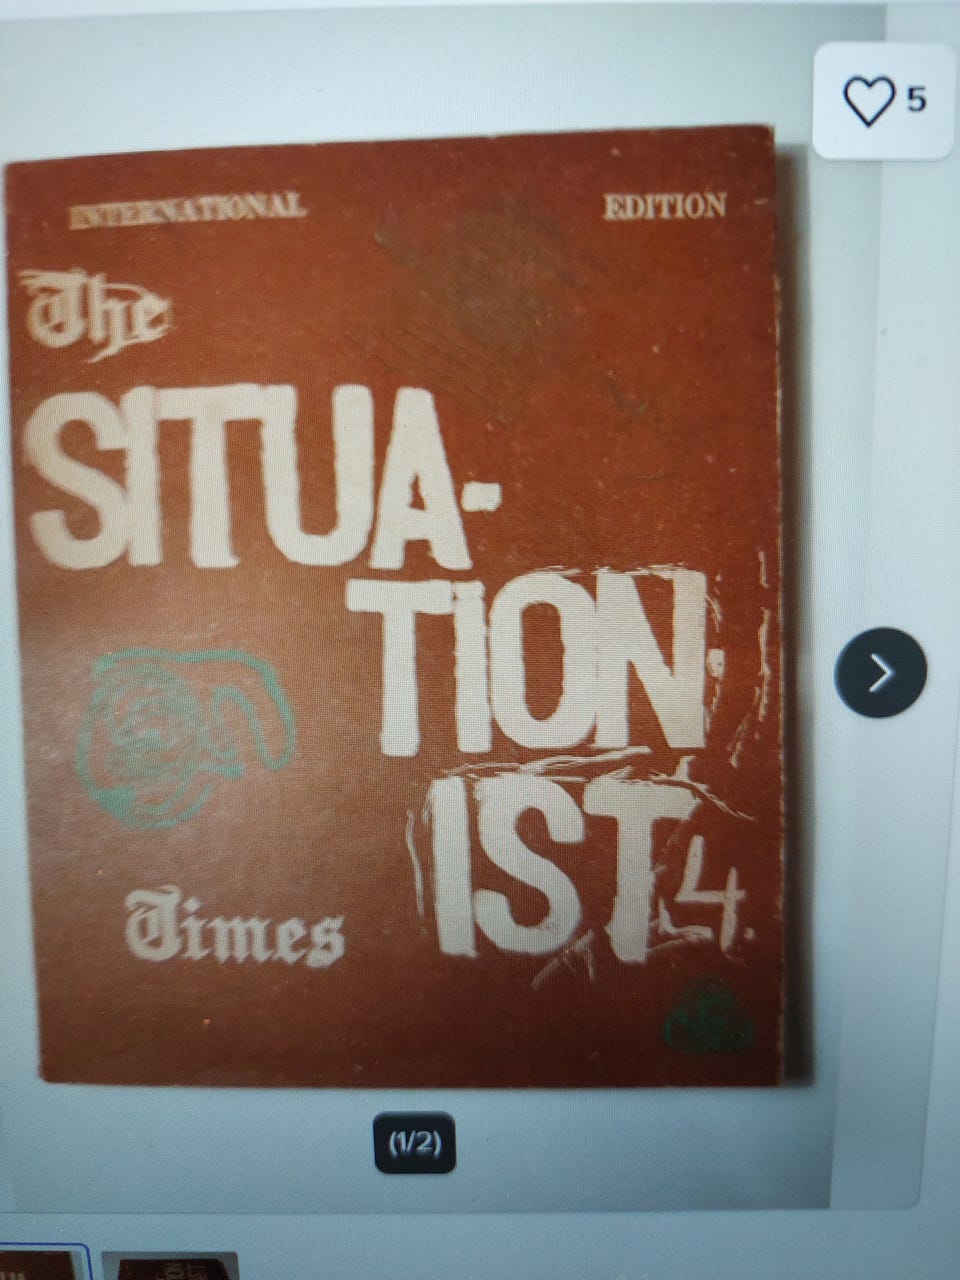 5
INTERNATIONAL EDITION
The
SITUA-
TION-
IST 4.
Times
(1/2)